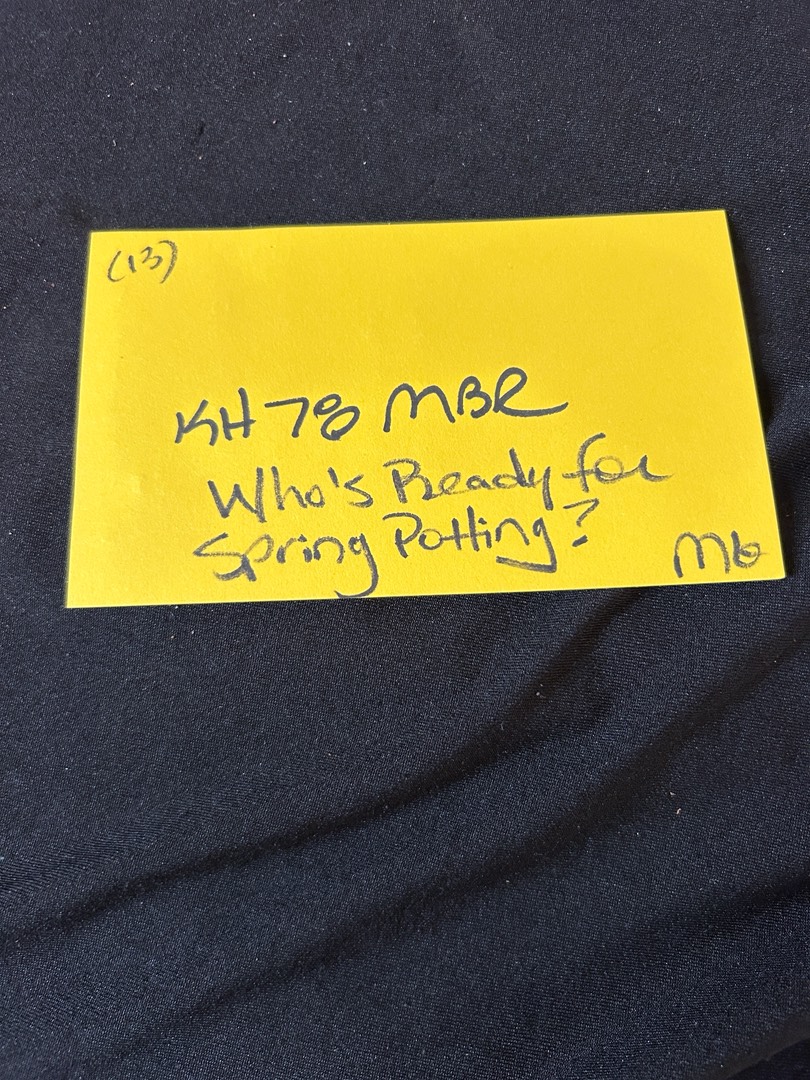 (13)
KH 78 MBR
Who's Ready for
Spring Potting?
Mb